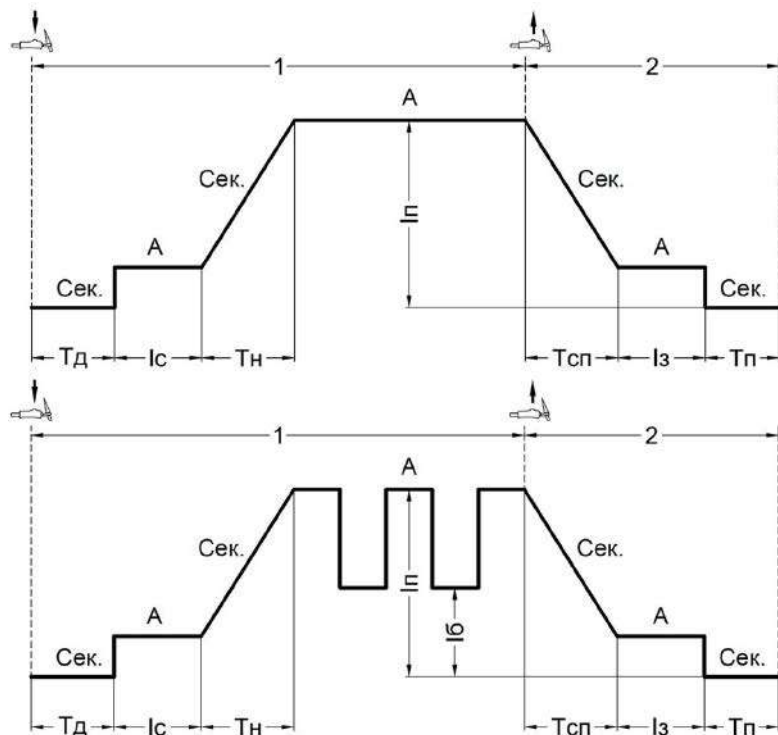 1 2
А
Сек. Iп Сек.
А А
Сек. Сек.
Тд Iс Тн Тсп Iз Тп
1 2
А
Сек. Iп Сек.
А Iб А
Сек. Сек.
Тд Iс Тн Тсп Iз Тп